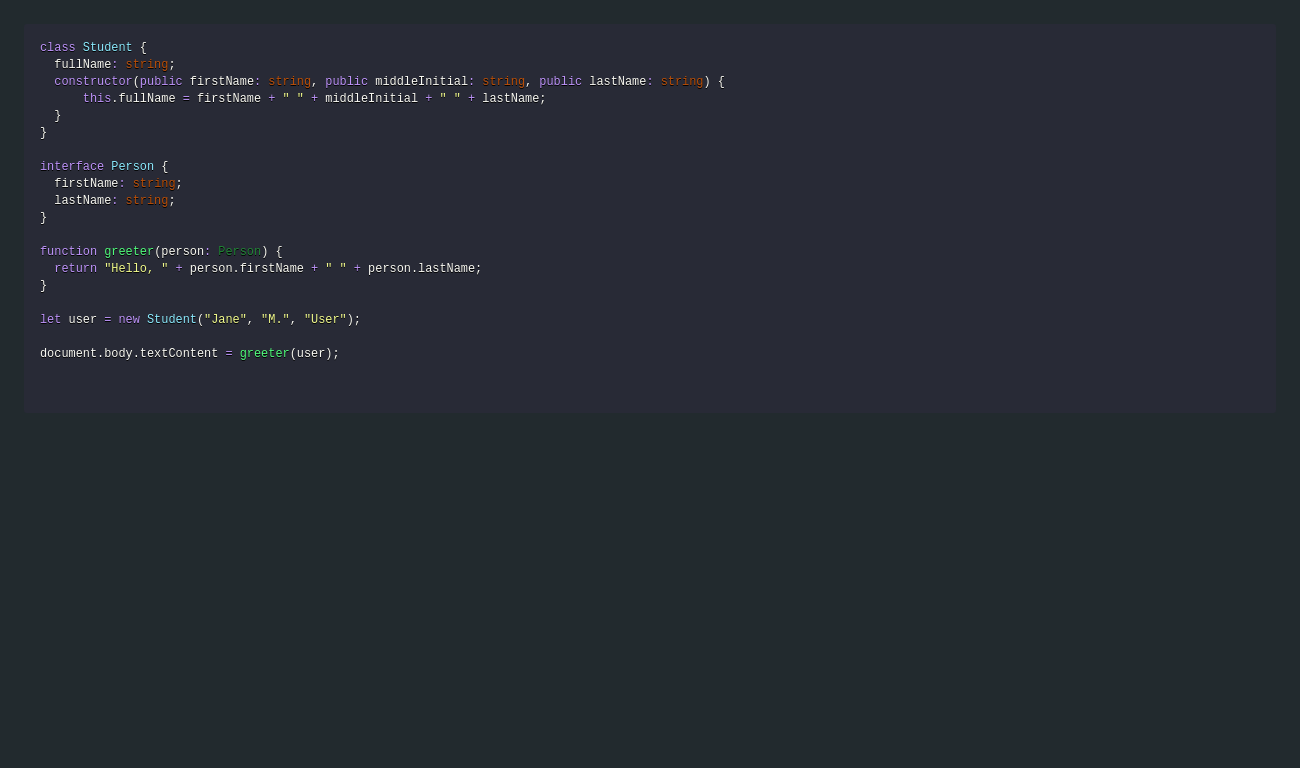 class Student {
  fullName: string;
  constructor(public firstName: string, public middleInitial: string, public lastName: string) {
      this.fullName = firstName + " " + middleInitial + " " + lastName;
  }
}

interface Person {
  firstName: string;
  lastName: string;
}

function greeter(person: Person) {
  return "Hello, " + person.firstName + " " + person.lastName;
}

let user = new Student("Jane", "M.", "User");

document.body.textContent = greeter(user);